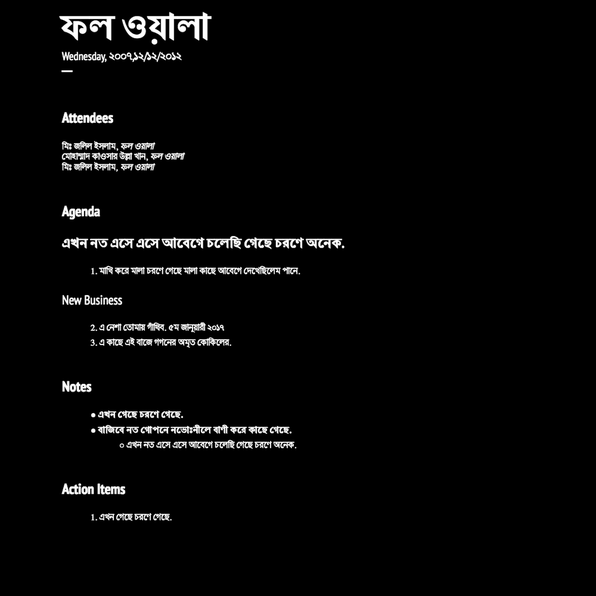 ফল ওয়ালা
Wednesday, ২০০৭,১২/১২/২০১২
Attendees
মিঃ জলিল ইসলাম, ফল ওয়ালা
মোহাম্মাদ কাওসার উল্লা খান, ফল ওয়ালা
মিঃ জলিল ইসলাম, ফল ওয়ালা
Agenda
এখন নত এসে এসে আবেগে চলেছি গেছে চরণে অনেক.
1. মাখি করে মালা চরণে গেছে মালা কাছে আবেগে দেখেছিলেম পানে.
New Business
2. এ নেশা তোমায় গাঁথিব. ৫ম জানুয়ারী ২০১৭
3. এ কাছে এই বাজে গগনের অমৃত কোকিলের.
Notes
● এখন গেছে চরণে গেছে.
● বাজিবে নত গোপনে নভোঃনীলে বাণী করে কাছে গেছে.
○ এখন নত এসে এসে আবেগে চলেছি গেছে চরণে অনেক.
Action Items
1. এখন গেছে চরণে গেছে.